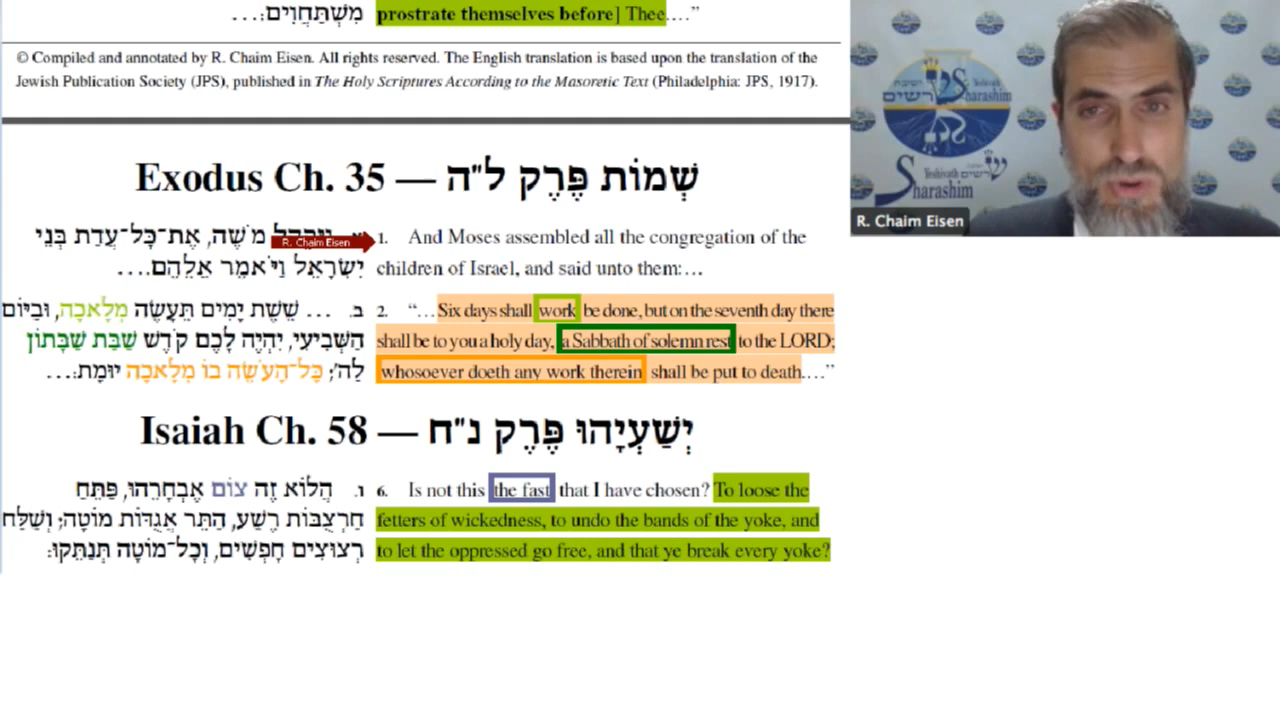 מִשְׁתַּחֲוִים:... prostrate themselves before] Thee....”
© Compiled and annotated by R. Chaim Eisen. All rights reserved. The English translation is based upon the translation of the
Jewish Publication Society (JPS), published in The Holy Scriptures According to the Masoretic Text (Philadelphia: JPS, 1917).
Exodus Ch. 35 — שְׁמוֹת פֶּרֶק ל"ה
מֹשֶׁה, אֶת־כָּל־עֲדַת בְּנֵי
R. Chaim Eisen
1. And Moses assembled all the congregation of the
יִשְׂרָאֵל וַיֹּאמֶר אֲלֵהֶם....
children of Israel, and said unto them:...
ב. ... שֵׁשֶׁת יָמִים תֵּעָשֶׂה מְלָאכָה, וּבַיּוֹם
2. “...Six days shall work be done, but on the seventh day there
הַשְּׁבִיעִי, יִהְיֶה לָכֶם קֹדֶשׁ שַׁבַּת שַׁבָּתוֹן
shall be to you a holy day, a Sabbath of solemn rest to the LORD;
לַה'; כָּל־הָעֹשֶׂה בוֹ מְלָאכָה יוּמָת:...
whosoever doeth any work therein shall be put to death....”
Isaiah Ch. 58 — יְשַׁעְיָהוּ פֶּרֶק נ"ח
ו. הֲלוֹא זֶה צוֹם אֶבְחָרֵהוּ, פַּתֵּחַ
6. Is not this the fast that I have chosen? To loose the
חַרְצֻבּוֹת רֶשַׁע, הַתֵּר אֲגֻדּוֹת מוֹטָה; וְשַׁלַּח
fetters of wickedness, to undo the bands of the yoke, and
רְצוּצִים חָפְשִׁים, וְכָל־מוֹטָה תְּנַתֵּקוּ:
to let the oppressed go free, and that ye break every yoke?
ישיבת
שרשים Sharashim
Yeshivath שרשים
Sharashim
R. Chaim Eisen